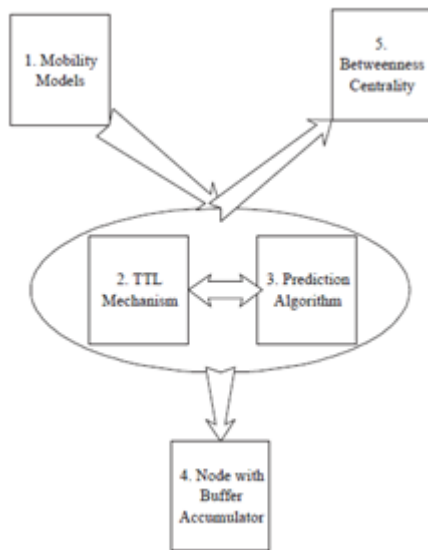 1. Mobility
Models
5.
Betweenness
Centrality
2. TTL
Mechanism
3. Prediction
Algorithm
4. Node with
Buffer
Accumulator